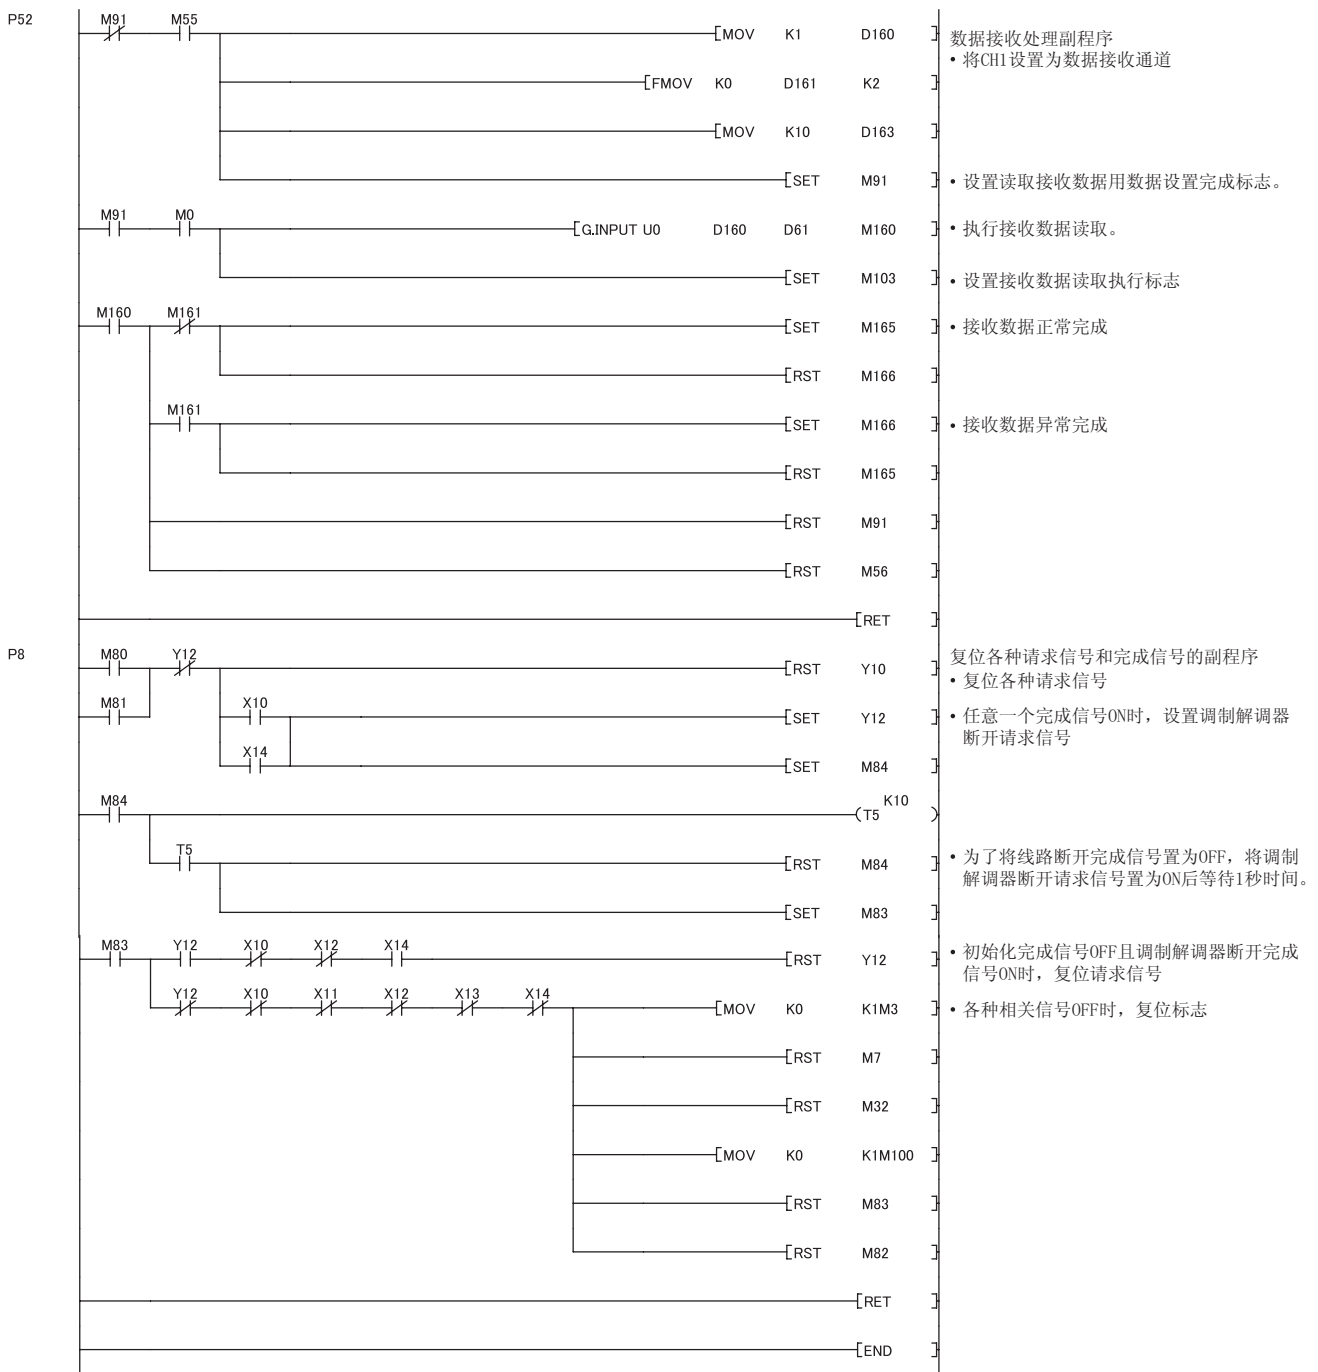 P52 M91 M55 [MOV K1 D160] 数据接收处理副程序
• 将CH1设置为数据接收通道
[FMOV K0 D161 K2]
[MOV K10 D163]
[SET M91] • 设置读取接收数据用数据设置完成标志。
M91 M0 [G.INPUT U0 D160 D61 M160] • 执行接收数据读取。
[SET M103] • 设置接收数据读取执行标志
M160 M161 [SET M165] • 接收数据正常完成
[RST M166]
M161 [SET M166] • 接收数据异常完成
[RST M165]
[RST M91]
[RST M56]
[RET]
P8 M80 Y12 [RST Y10] 复位各种请求信号和完成信号的副程序
• 复位各种请求信号
M81 X10 [SET Y12] • 任意一个完成信号ON时，设置调制解调器
断开请求信号
X14 [SET M84]
M84 (T5 K10)
T5 [RST M84] • 为了将线路断开完成信号置为OFF，将调制
解调器断开请求信号置为ON后等待1秒时间。
[SET M83]
M83 Y12 X10 X12 X14 [RST Y12] • 初始化完成信号OFF且调制解调器断开完成
信号ON时，复位请求信号
Y12 X10 X11 X12 X13 X14 [MOV K0 K1M3] • 各种相关信号OFF时，复位标志
[RST M7]
[RST M32]
[MOV K0 K1M100]
[RST M83]
[RST M82]
[RET]
[END]